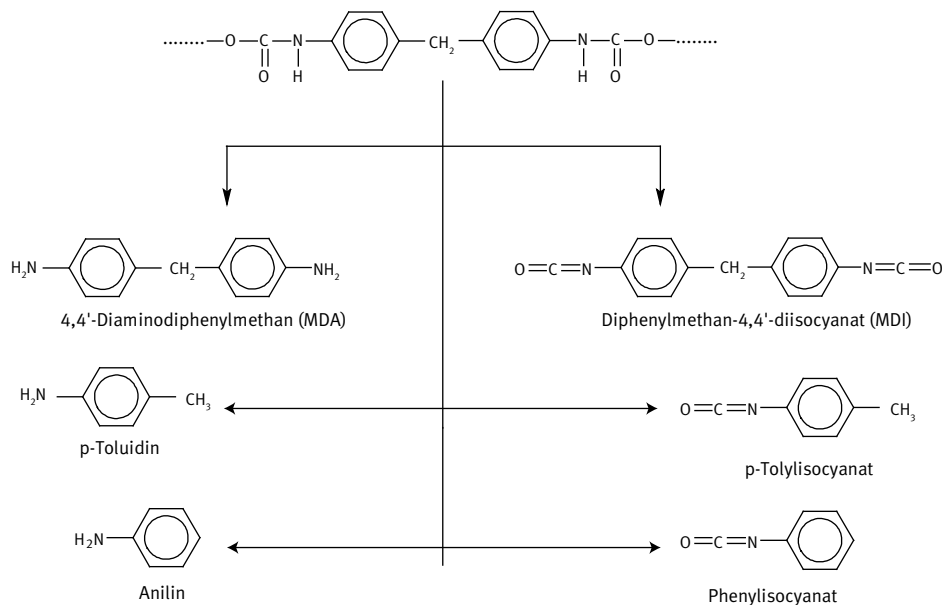 ........ O C N CH₂ N C O ........
O H H O
H₂N CH₂ NH₂
O C N CH₂ N C O
4,4'-Diaminodiphenylmethan (MDA)
Diphenylmethan-4,4'-diisocyanat (MDI)
H₂N CH₃
O C N CH₃
p-Toluidin
p-Tolylisocyanat
H₂N
O C N
Anilin
Phenylisocyanat